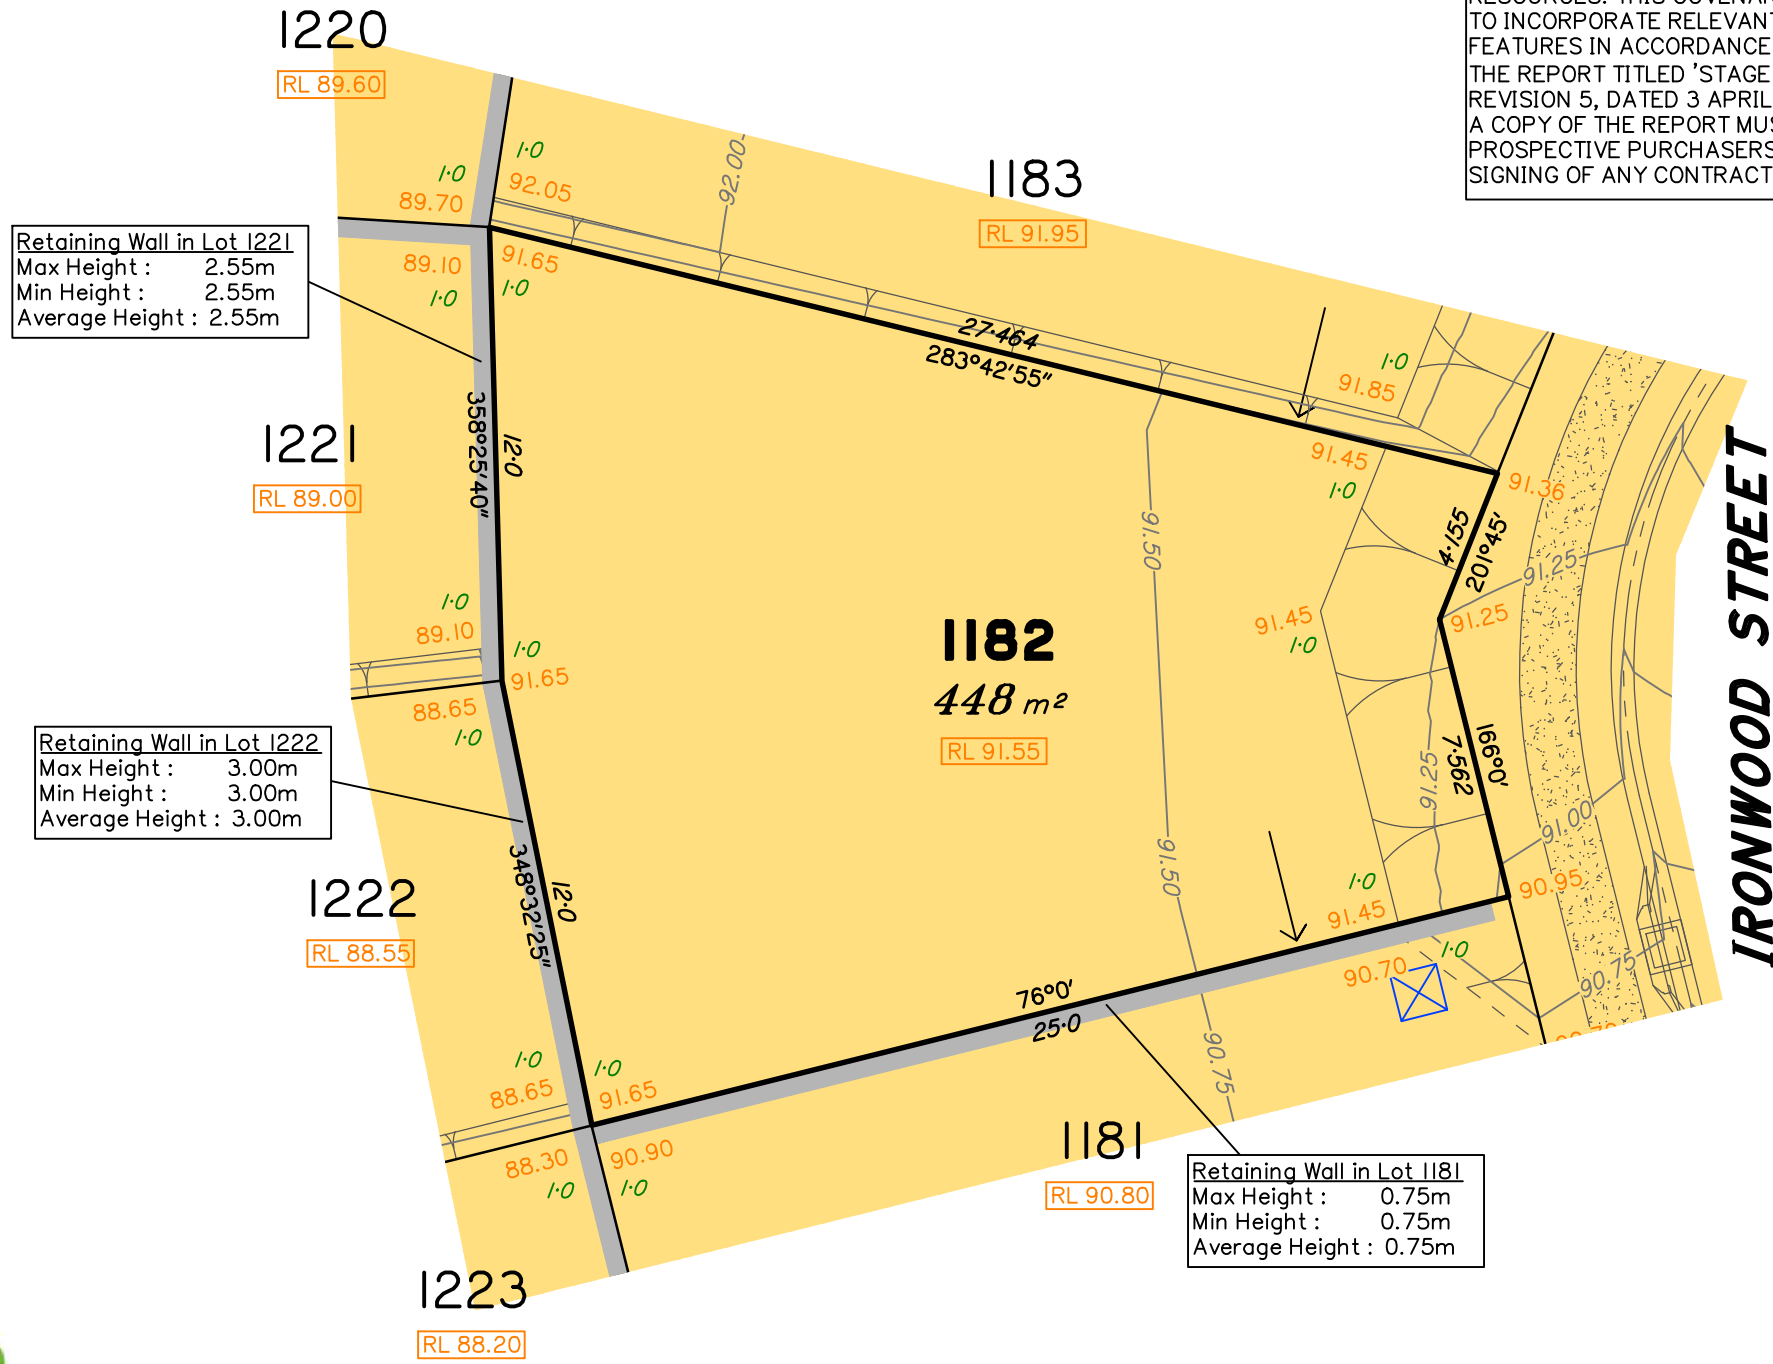 RESOURCES. THIS COVENA
TO INCORPORATE RELEVANT
FEATURES IN ACCORDANCE
THE REPORT TITLED 'STAGE
REVISION 5, DATED 3 APRIL
A COPY OF THE REPORT MUS
PROSPECTIVE PURCHASERS
SIGNING OF ANY CONTRACT
1220
RL 89.60
1.0
1.0
89.70
92.05
92.00
1183
RL 91.95
Retaining Wall in Lot 1221
Max Height : 2.55m
Min Height : 2.55m
Average Height : 2.55m
89.10
91.65
1.0
1.0
27.464
283°42'55"
1.0
91.85
358°25'40"
12.0
1221
RL 89.00
91.45
1.0
91.36
4.155
201°45'
91.50
91.25
IRONWOOD STREET
1.0
89.10
1.0
91.65
88.65
1.0
1182
448 m²
RL 91.55
91.45
1.0
91.25
Retaining Wall in Lot 1222
Max Height : 3.00m
Min Height : 3.00m
Average Height : 3.00m
166°0'
7.562
91.25
91.00
348°32'25"
12.0
1222
RL 88.55
91.50
1.0
91.45
90.95
1.0
90.70
90.75
76°0'
25.0
90.75
1.0
88.65
1.0
91.65
88.30
90.90
1.0
1.0
1181
RL 90.80
Retaining Wall in Lot 1181
Max Height : 0.75m
Min Height : 0.75m
Average Height : 0.75m
1223
RL 88.20